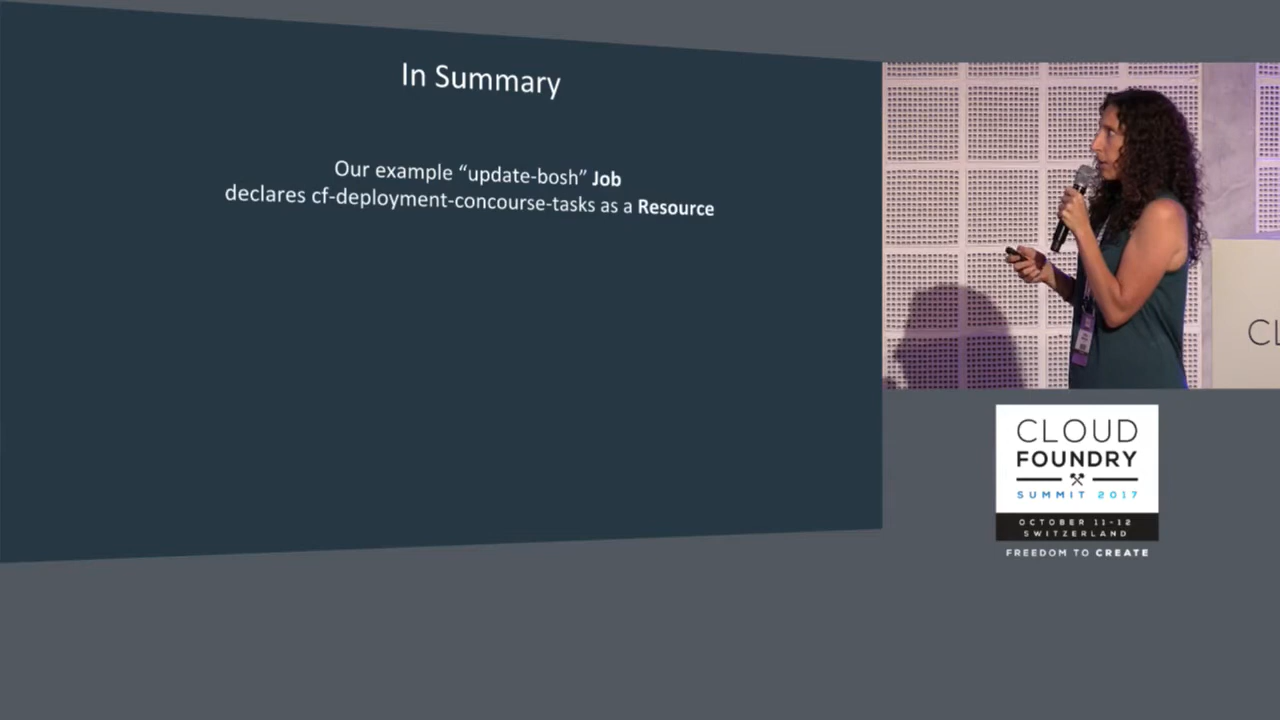 In Summary
Our example “update-bosh” Job
declares cf-deployment-concourse-tasks as a Resource
CL
CLOUD
FOUNDRY
SUMMIT 2017
OCTOBER 11-12
SWITZERLAND
FREEDOM TO CREATE